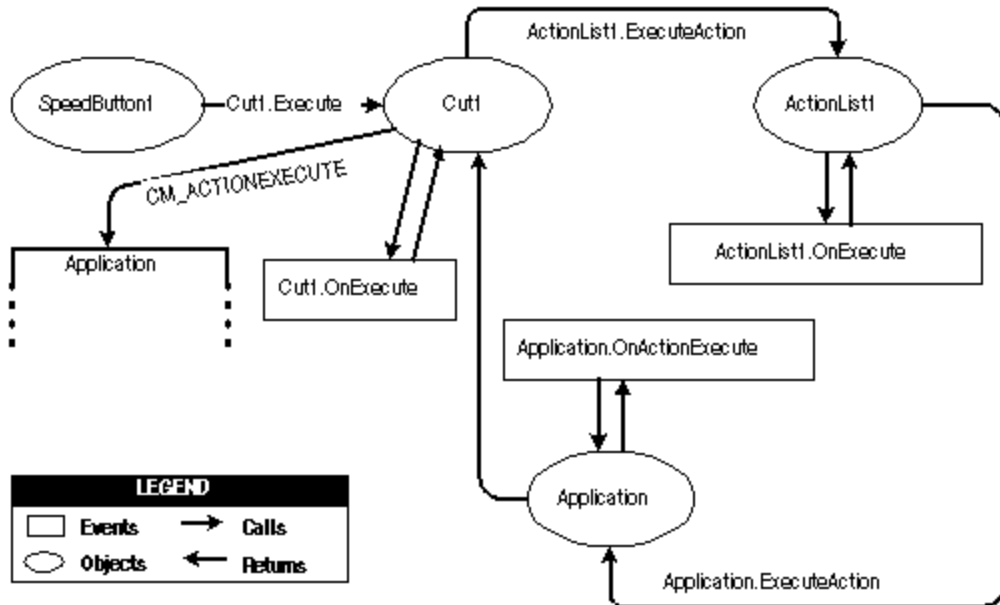 ActionList1.ExecuteAction
SpeedButton1
Cut1.Execute
Cut1
ActionList1
CM_ACTIONEXECUTE
Application
Cut1.OnExecute
ActionList1.OnExecute
Application.OnActionExecute
LEGEND
Events
Calls
Objects
Returns
Application
Application.ExecuteAction